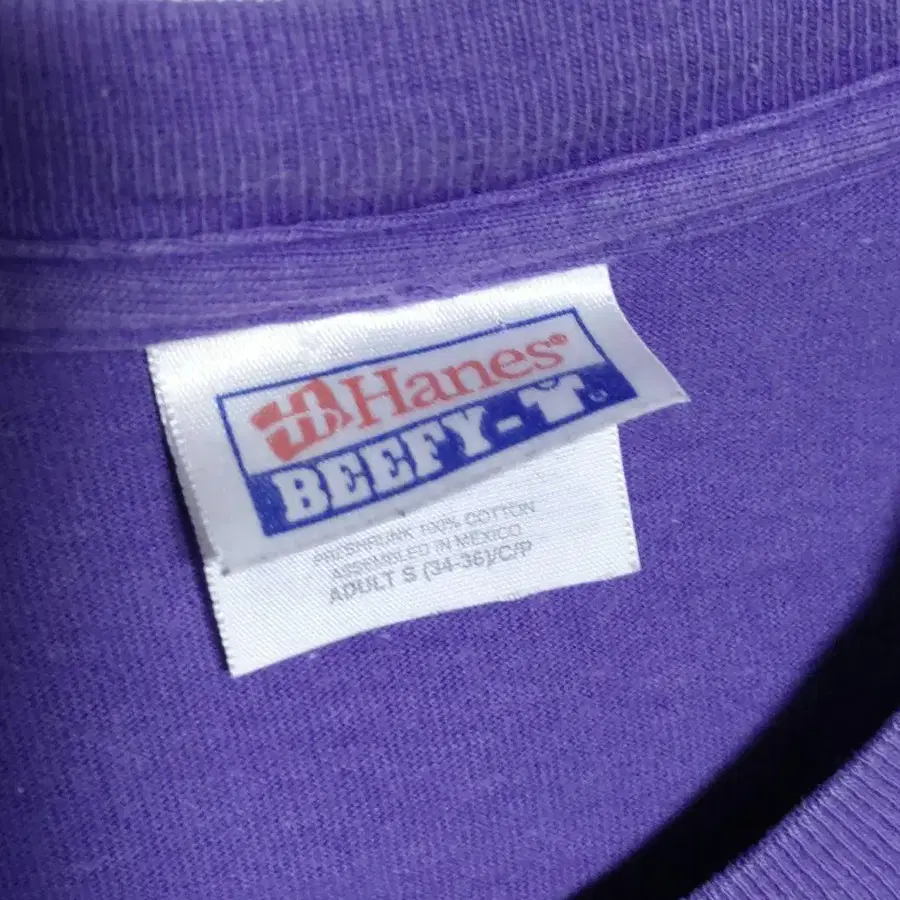 Hanes®
BEEFY-T®
PRESHRUNK 100% COTTON
ASSEMBLED IN MEXICO
ADULT S (34-36)/C/P